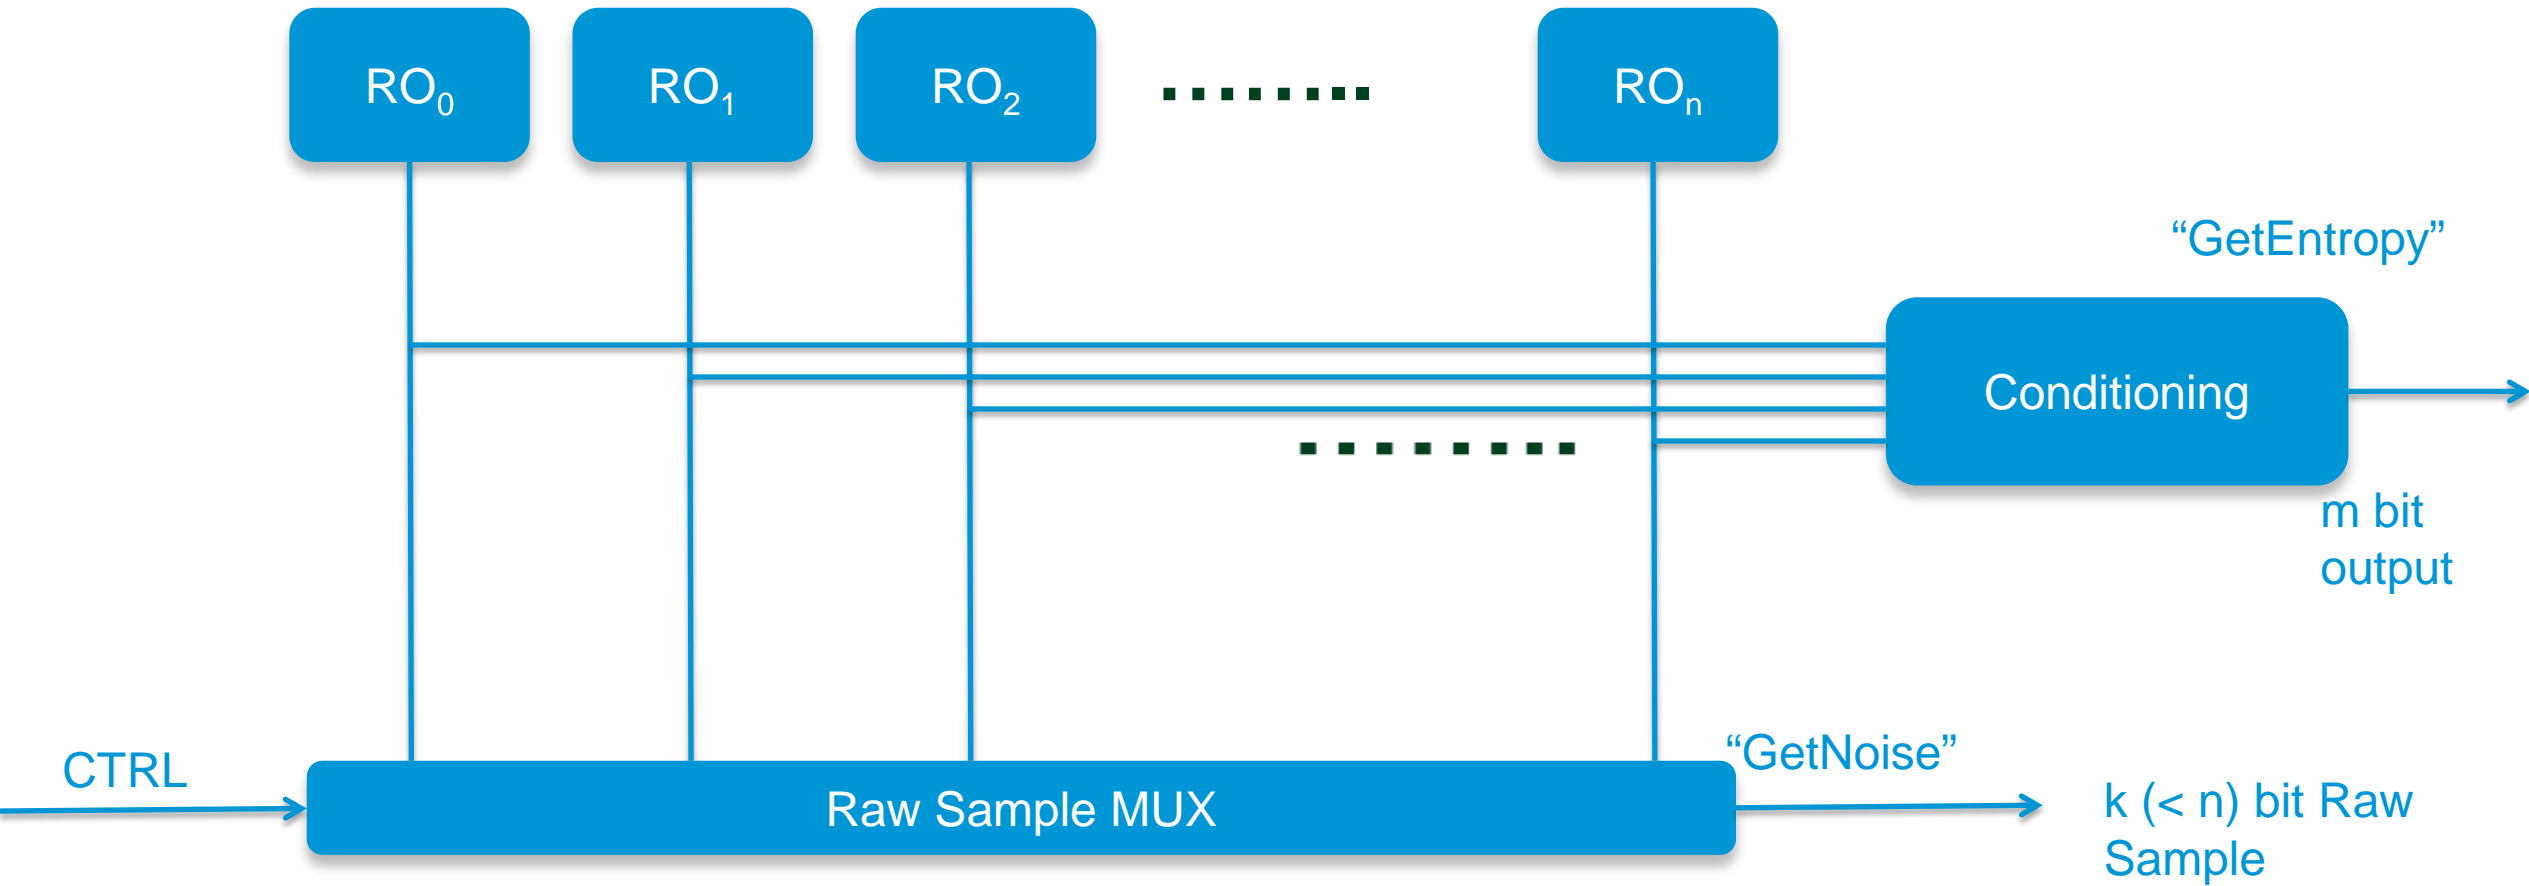 RO₀
RO₁
RO₂
ROₙ
“GetEntropy”
Conditioning
m bit
output
CTRL
Raw Sample MUX
“GetNoise”
k (< n) bit Raw
Sample